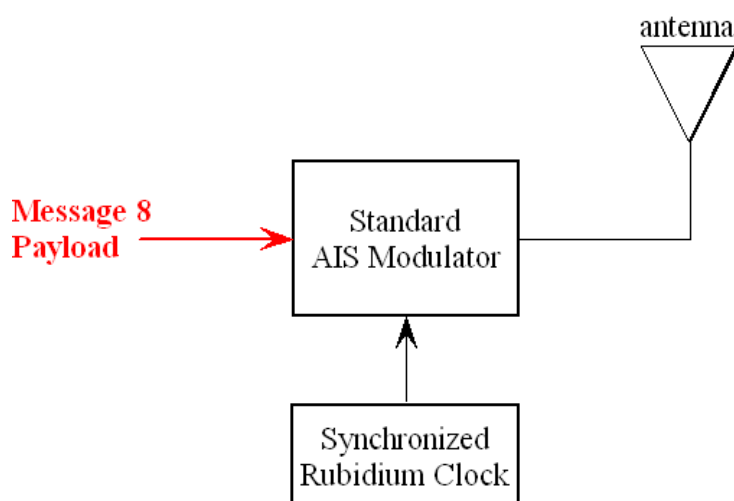 antenna
Message 8
Payload
Standard
AIS Modulator
Synchronized
Rubidium Clock